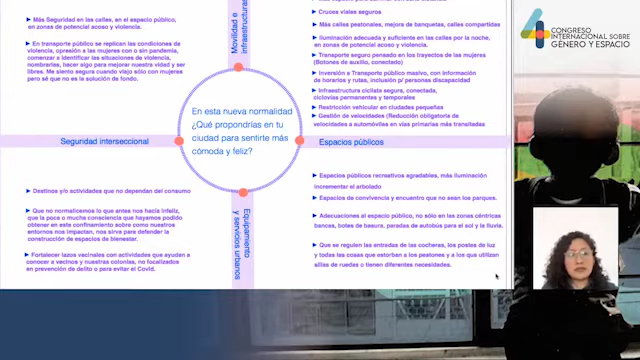 4 CONGRESO
INTERNACIONAL SOBRE
GÉNERO Y ESPACIO
Movilidad e
infraestructuras
Más Seguridad en las calles, en el espacio público,
en zonas de potencial acoso y violencia.
En transporte público se replican las condiciones de
violencia, opresión a las mujeres con o sin pandemia,
comenzar a identificar las situaciones de violencia,
nombrarlas, hacer algo para mejorar nuestra vidad y ser
libres. Me siento segura cuando viajo sólo con mujeres
pero sé que no es la solución de fondo.
Cruces viales seguros
Más calles peatonales, mejora de banquetas, calles compartidas
Iluminación adecuada y suficiente en las calles por la noche,
en zonas de potencial acoso y violencia.
Transporte seguro pensado en los trayectos de las mujeres
(Botones de auxilio, conectado)
Inversión a Transporte público masivo, con información
de horarios y rutas, inclusión p/ personas discapacidad
Infraestructura ciclista segura, conectada,
ciclovías permanentes y temporales
Restricción vehicular en ciudades pequeñas
Gestión de velocidades (Reducción obligatoria de
velocidades a automóviles en vías primarias más transitadas
En esta nueva normalidad
¿Qué propondrías en tu
ciudad para sentirte más
cómoda y feliz?
Seguridad interseccional
Espacios públicos
Destinos y/o actividades que no dependan del consumo
Que no normalicemos lo que antes nos hacía infeliz,
que la poca o mucha consciencia que hayamos podido
obtener en este confinamiento sobre como nuestros
entornos nos impactan, nos sirva para defender la
construcción de espacios de bienestar.
Fortalecer lazos vecinales con actividades que ayuden a
conocer a vecinos y nuestras colonias, no focalizados
en prevención de delito o para evitar el Covid.
Equipamiento
y servicios urbanos
Espacios públicos recreativos agradables, más iluminación
incrementar el arbolado
Espacios de convivencia y encuentro que no sean los parques.
Adecuaciones al espacio público, no sólo en zonas céntricas
bancas, botes de basura, paradas de autobús para el sol y la lluvia.
Que se regulen las entradas de las cocheras, los postes de luz
y todas las cosas que estorban a los peatones y a los que utilizan
sillas de ruedas o tienen diferentes necesidades.